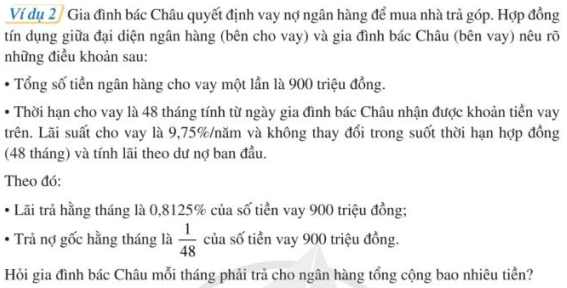 Ví dụ 2 Gia đình bác Châu quyết định vay nợ ngân hàng để mua nhà trả góp. Hợp đồng
tín dụng giữa đại diện ngân hàng (bên cho vay) và gia đình bác Châu (bên vay) nêu rõ
những điều khoản sau:
• Tổng số tiền ngân hàng cho vay một lần là 900 triệu đồng.
• Thời hạn cho vay là 48 tháng tính từ ngày gia đình bác Châu nhận được khoản tiền vay
trên. Lãi suất cho vay là 9,75%/năm và không thay đổi trong suốt thời hạn hợp đồng
(48 tháng) và tính lãi theo dư nợ ban đầu.
Theo đó:
• Lãi trả hằng tháng là 0,8125% của số tiền vay 900 triệu đồng;
• Trả nợ gốc hằng tháng là 1/48 của số tiền vay 900 triệu đồng.
Hỏi gia đình bác Châu mỗi tháng phải trả cho ngân hàng tổng cộng bao nhiêu tiền?